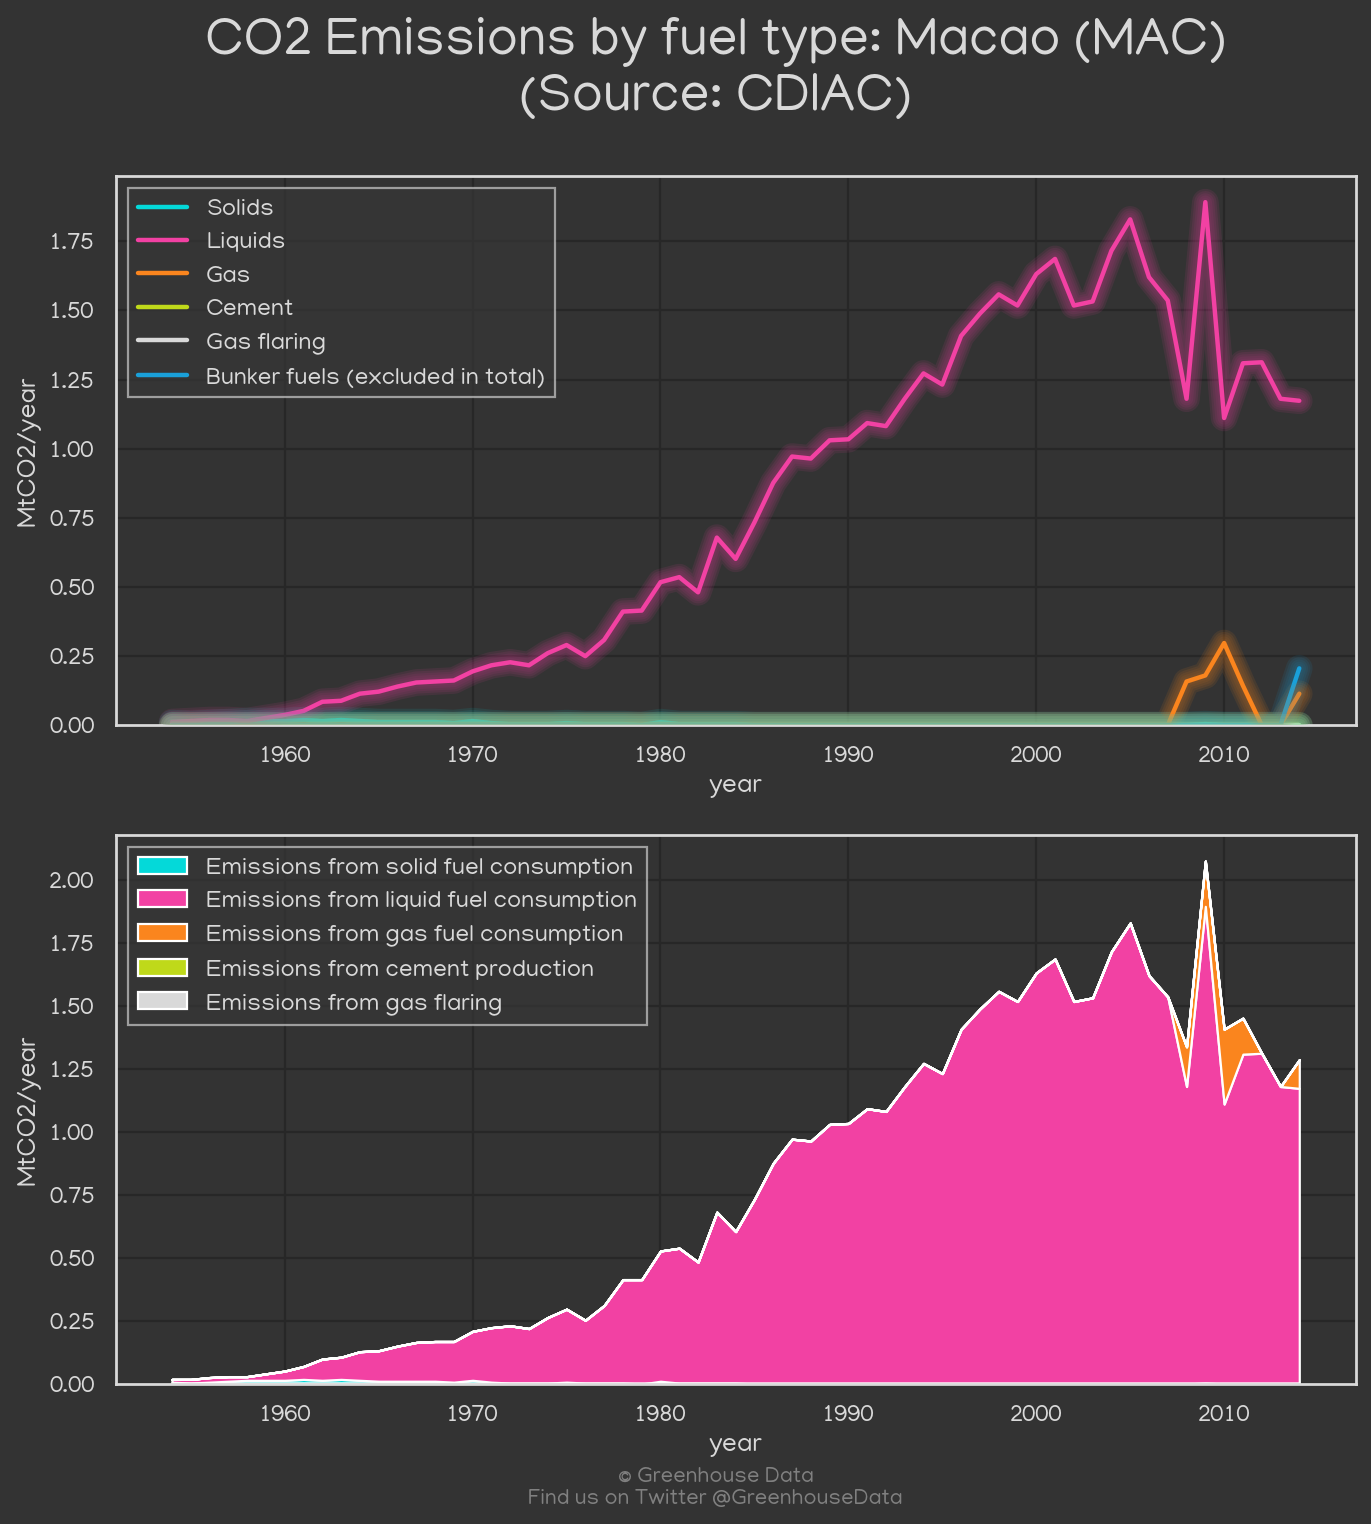 CO2 Emissions by fuel type: Macao (MAC)
(Source: CDIAC)
Solids
Liquids
Gas
Cement
Gas flaring
Bunker fuels (excluded in total)
MtCO2/year
1.75
1.50
1.25
1.00
0.75
0.50
0.25
0.00
1960 1970 1980 1990 2000 2010
year
Emissions from solid fuel consumption
Emissions from liquid fuel consumption
Emissions from gas fuel consumption
Emissions from cement production
Emissions from gas flaring
MtCO2/year
2.00
1.75
1.50
1.25
1.00
0.75
0.50
0.25
0.00
1960 1970 1980 1990 2000 2010
year
© Greenhouse Data
Find us on Twitter @GreenhouseData